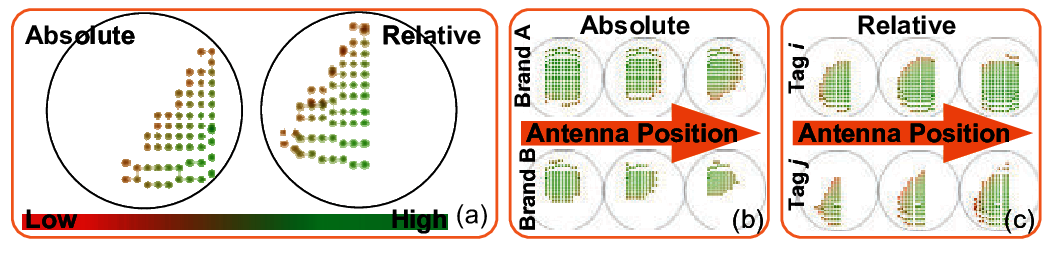 Absolute
Relative
Low
High
(a)
Absolute
Brand A
Antenna Position
Brand B
(b)
Relative
Tag i
Antenna Position
Tag j
(c)